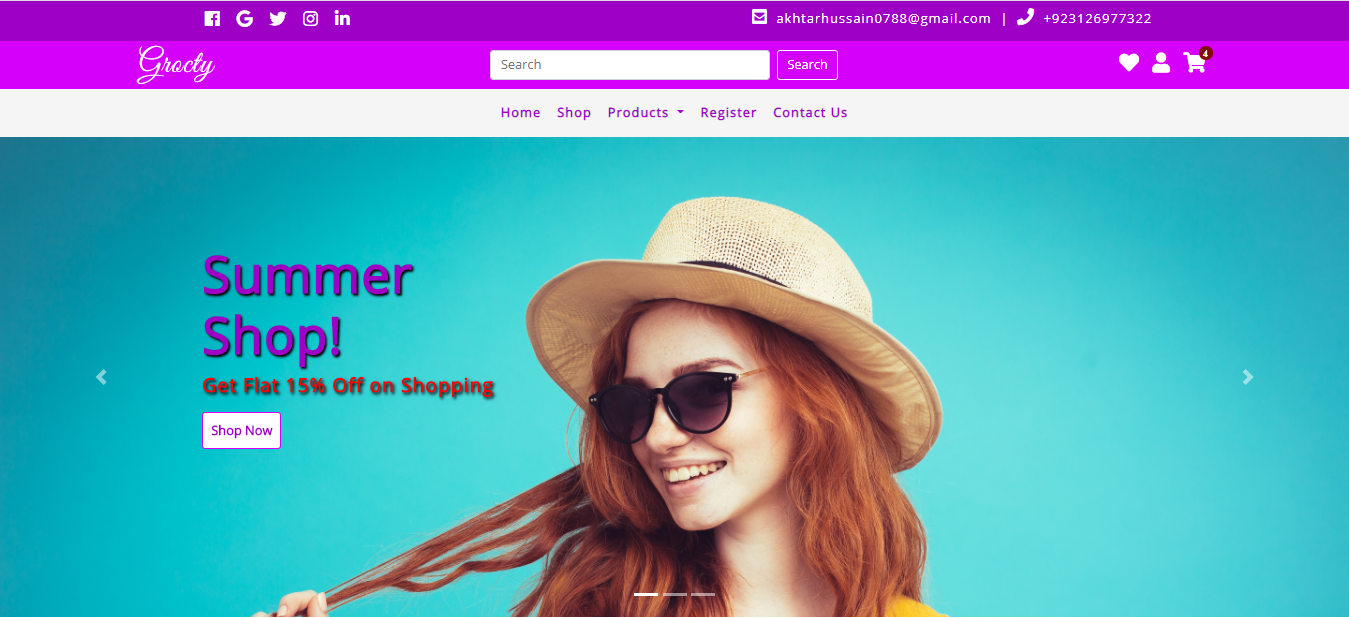 akhtarhussain0788@gmail.com | +923126977322
Grocty
Search
Search
4
Home Shop Products Register Contact Us
Summer
Shop!
Get Flat 15% Off on Shopping
Shop Now